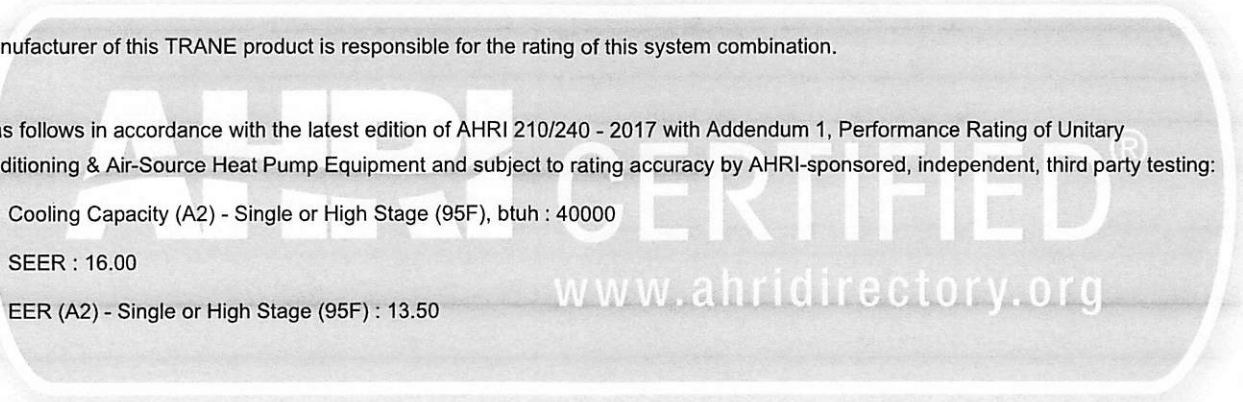 nufacturer of this TRANE product is responsible for the rating of this system combination.
s follows in accordance with the latest edition of AHRI 210/240 - 2017 with Addendum 1, Performance Rating of Unitary
ditioning & Air-Source Heat Pump Equipment and subject to rating accuracy by AHRI-sponsored, independent, third party testing:
Cooling Capacity (A2) - Single or High Stage (95F), btuh : 40000
SEER : 16.00
EER (A2) - Single or High Stage (95F) : 13.50
AHRI CERTIFIED®
www.ahridirectory.org